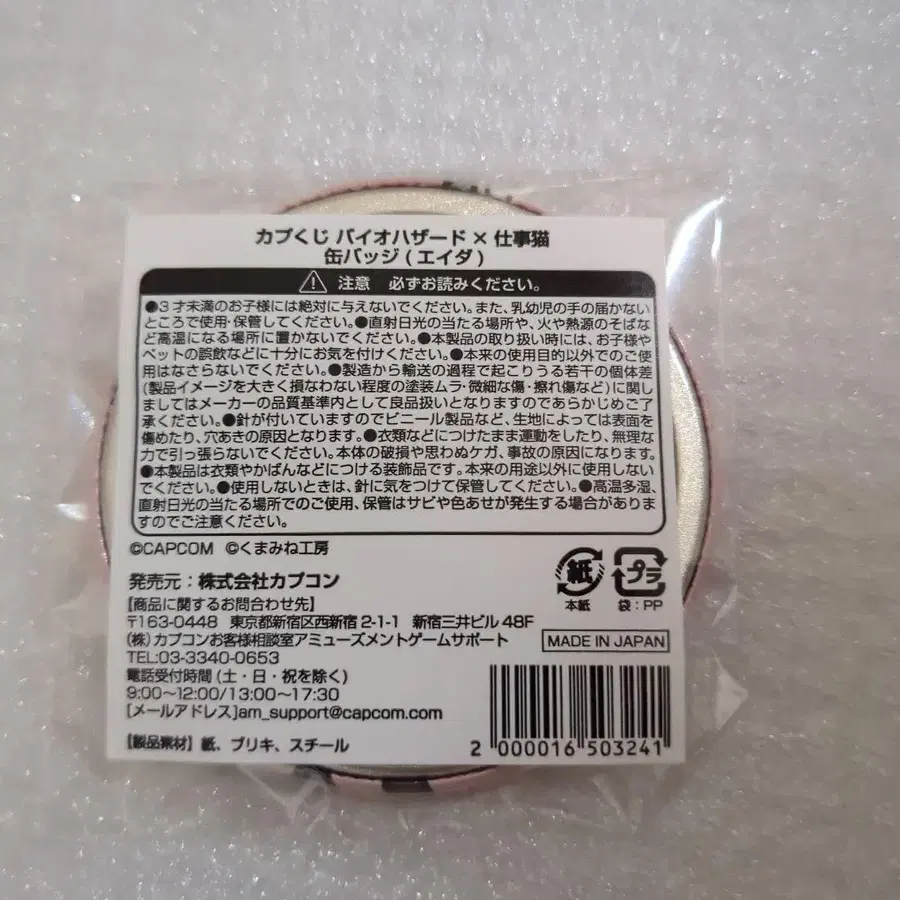 カプくじ バイオハザード × 仕事猫
缶バッジ ( エイダ )
注意 必ずお読みください。
●3 才未満のお子様には絶対に与えないでください。また、乳幼児の手の届かない
ところで使用・保管してください。●直射日光の当たる場所や、火や熱源のそばな
ど高温になる場所に置かないでください。●本製品の取り扱い時には、お子様や
ペットの誤飲などに十分にお気を付けください。●本来の使用目的以外でのご使
用はなさらないでください。●製造から輸送の過程で起こりうる若干の個体差
(製品イメージを大きく損なわない程度の塗装ムラ・微細な傷・擦れ傷など)に関し
ましてはメーカーの品質基準内として良品扱いとなりますのであらかじめご了
承ください。●針が付いていますのでビニール製品など、生地によっては表面を
傷めたり、穴あきの原因となります。●衣類などにつけたまま運動をしたり、無理な
力で引っ張らないでください。本体の破損や思わぬケガ、事故の原因になります。
●本製品は衣類やかばんなどにつける装飾品です。本来の用途以外に使用しない
でください。●使用しないときは、針に気をつけて保管してください。●高温多湿、
直射日光の当たる場所でのご使用、保管はサビや色あせが発生する場合がありま
すのでご注意ください。
©CAPCOM ©くまみね工房
発売元 : 株式会社カプコン
【商品に関するお問合わせ先】
〒163-0448 東京都新宿区西新宿 2-1-1 新宿三井ビル 48F
(株) カプコンお客様相談室アミューズメントゲームサポート
TEL:03-3340-0653
電話受付時間 (土・日・祝を除く)
9:00～12:00/13:00～17:30
[メールアドレス]am_support@capcom.com
【製品素材】紙、ブリキ、スチール
紙
本紙
プラ
袋 : PP
MADE IN JAPAN
2 000016 503241